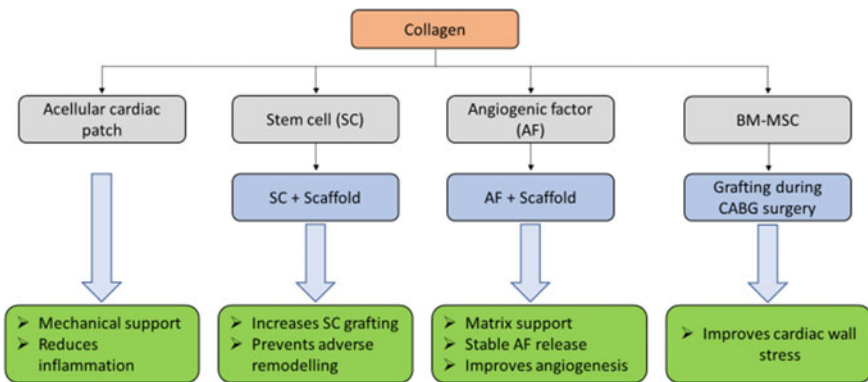 Collagen
Acellular cardiac
patch
Stem cell (SC)
Angiogenic factor
(AF)
BM-MSC
SC + Scaffold
AF + Scaffold
Grafting during
CABG surgery
➢ Mechanical support
➢ Reduces
inflammation
➢ Increases SC grafting
➢ Prevents adverse
remodelling
➢ Matrix support
➢ Stable AF release
➢ Improves angiogenesis
➢ Improves cardiac wall
stress